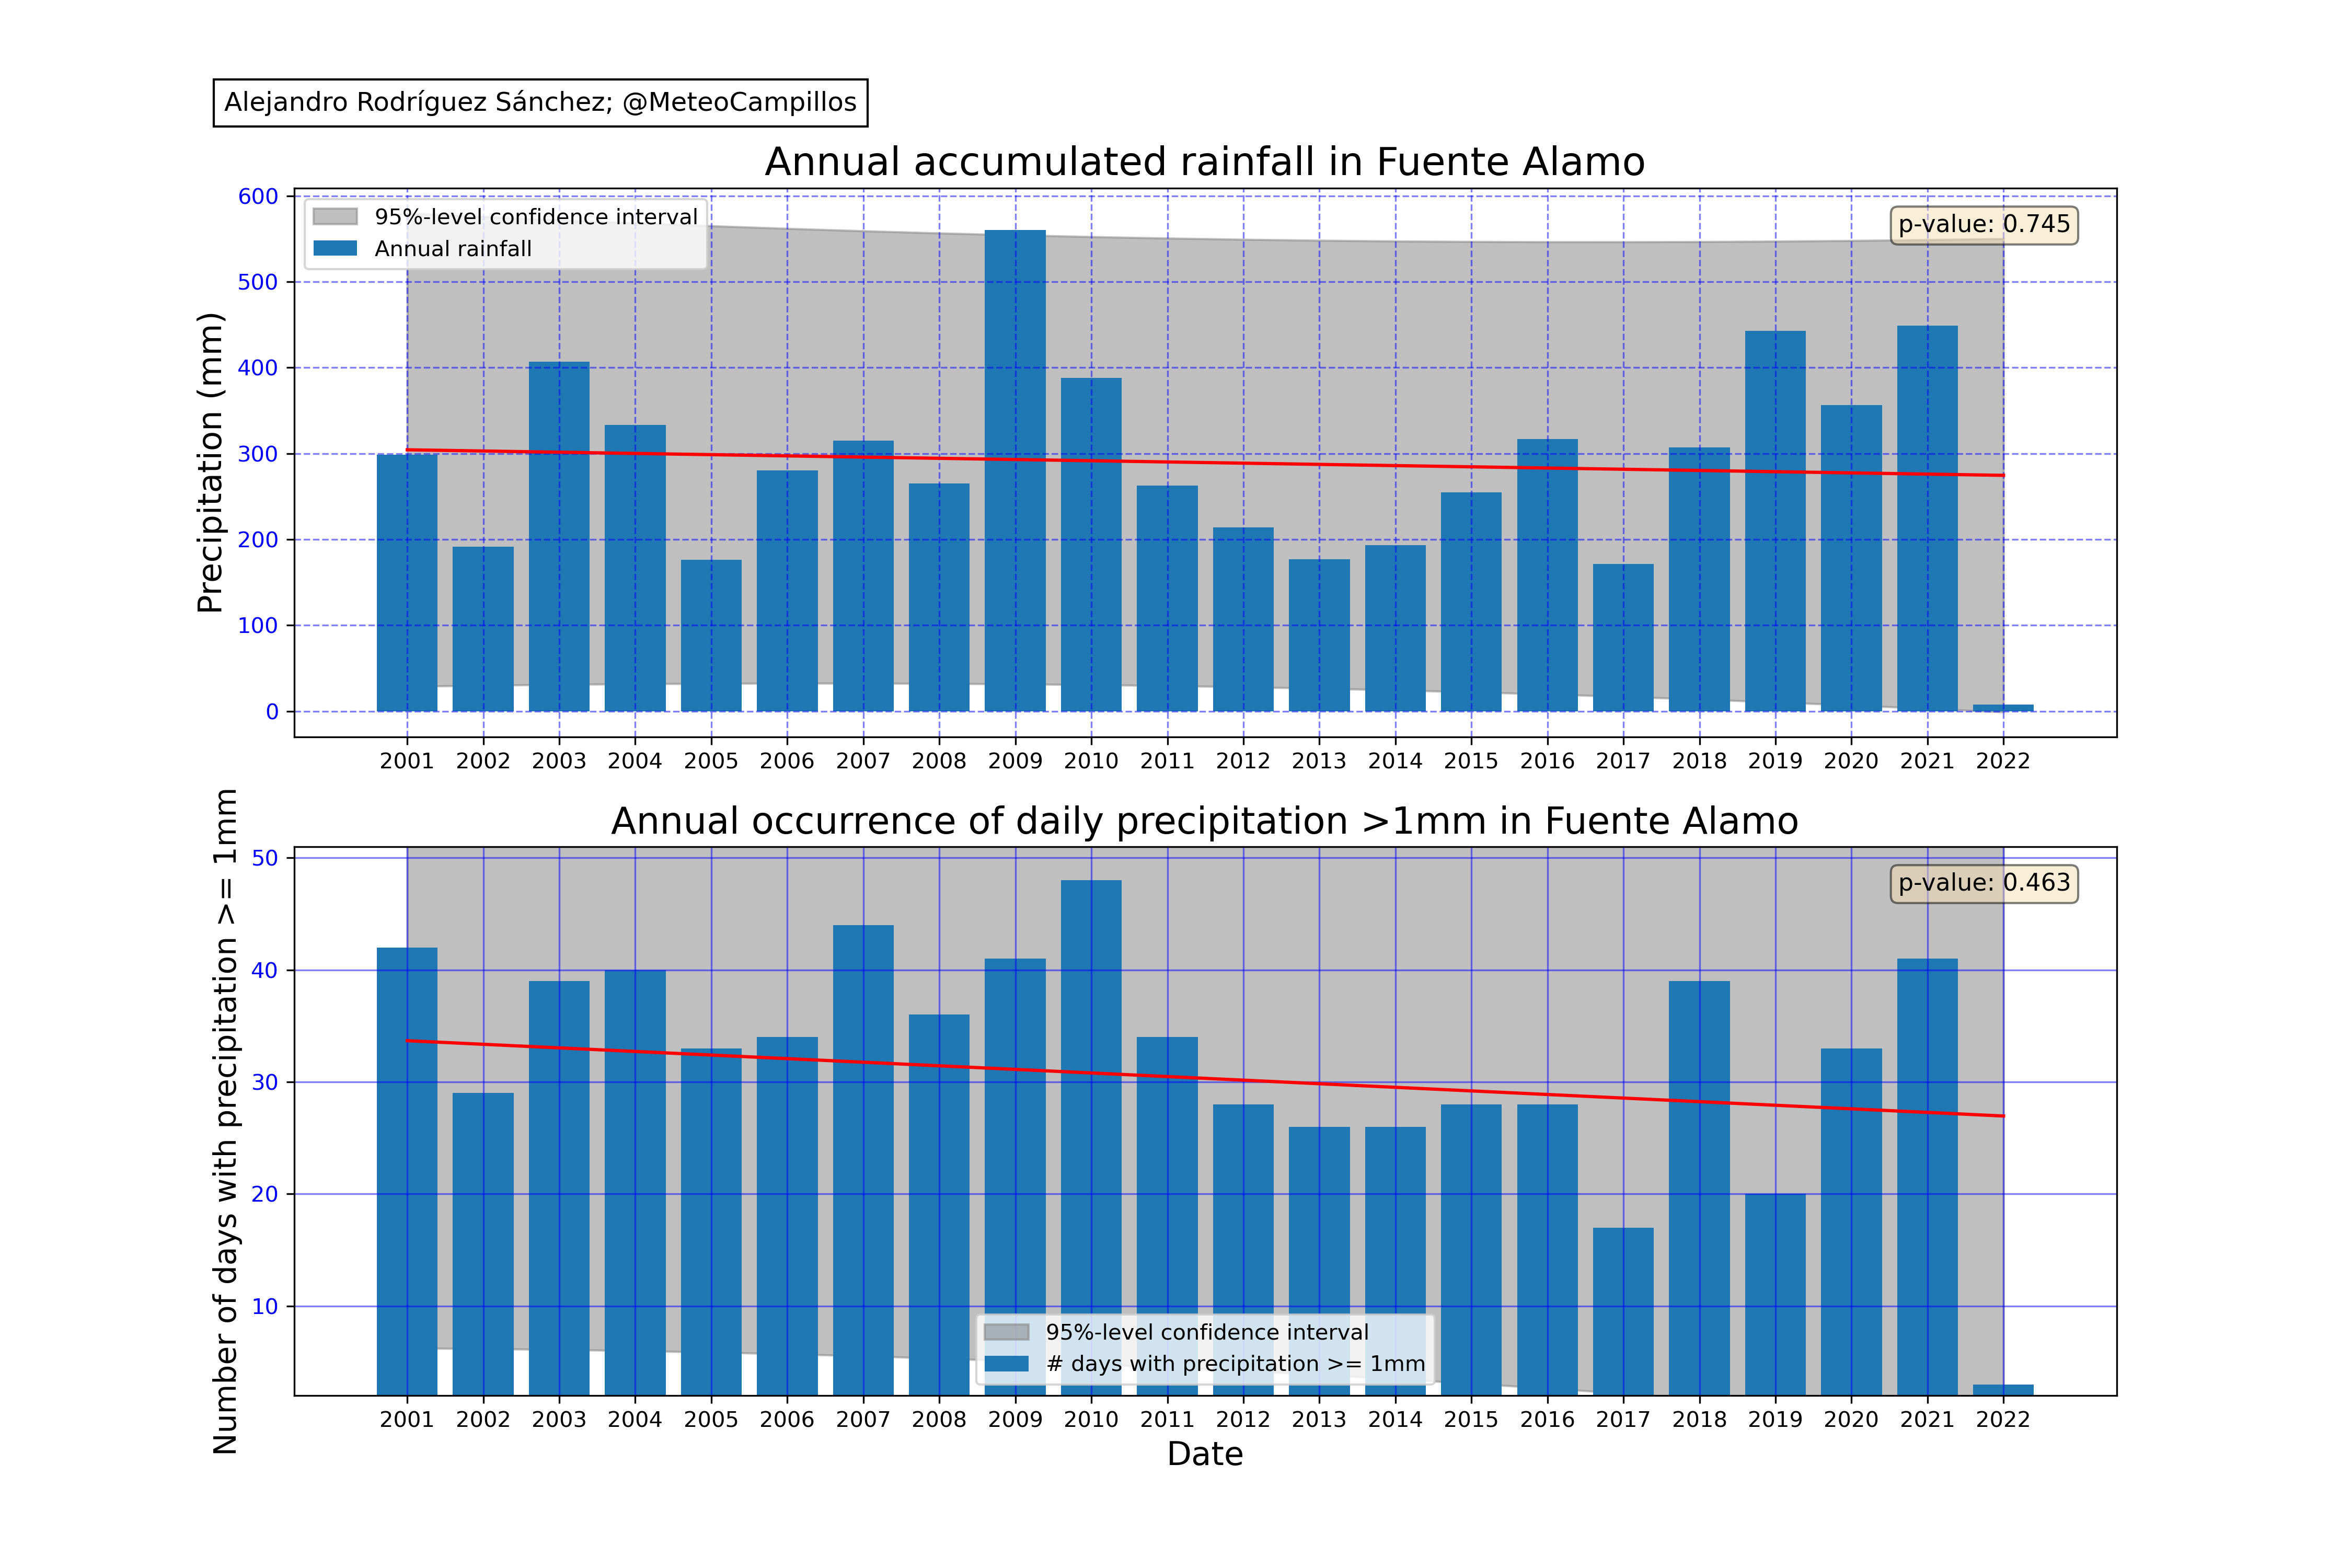 Alejandro Rodríguez Sánchez; @MeteoCampillos
Annual accumulated rainfall in Fuente Alamo
Precipitation (mm)
600
500
400
300
200
100
0
95%-level confidence interval
Annual rainfall
p-value: 0.745
2001 2002 2003 2004 2005 2006 2007 2008 2009 2010 2011 2012 2013 2014 2015 2016 2017 2018 2019 2020 2021 2022
Annual occurrence of daily precipitation >1mm in Fuente Alamo
Number of days with precipitation >= 1mm
50
40
30
20
10
p-value: 0.463
95%-level confidence interval
# days with precipitation >= 1mm
2001 2002 2003 2004 2005 2006 2007 2008 2009 2010 2011 2012 2013 2014 2015 2016 2017 2018 2019 2020 2021 2022
Date